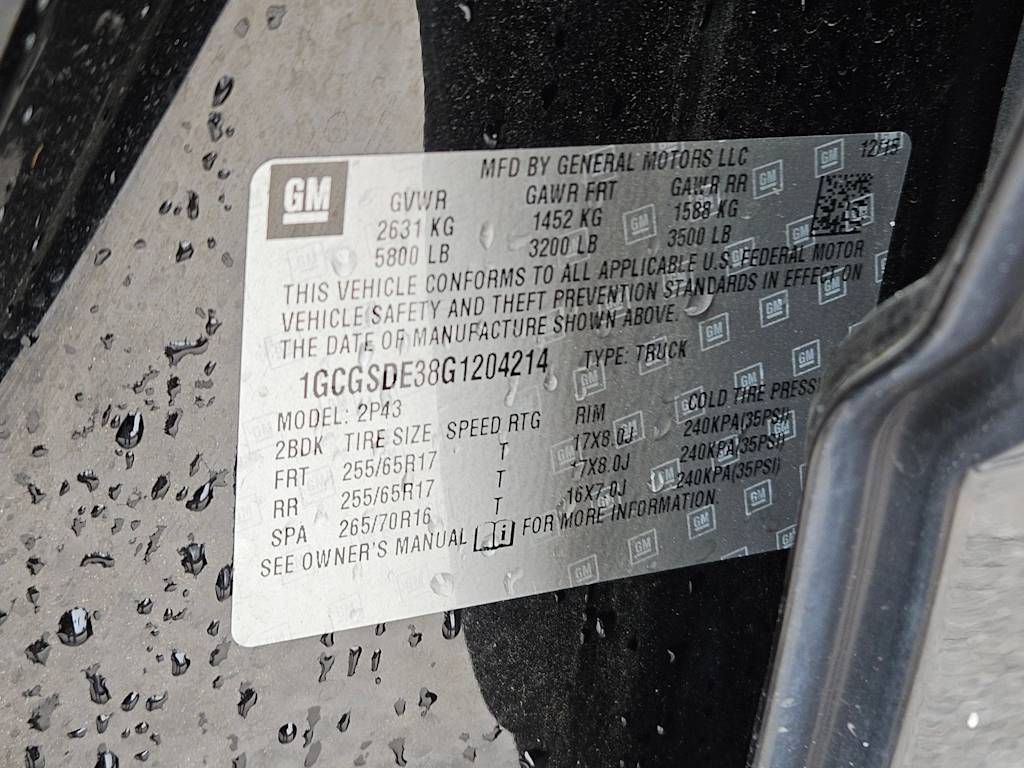 GM
MFD BY GENERAL MOTORS LLC
12/15
GVWR GAWR FRT GAWR RR
2631 KG 1452 KG 1588 KG
5800 LB 3200 LB 3500 LB
THIS VEHICLE CONFORMS TO ALL APPLICABLE U.S. FEDERAL MOTOR
VEHICLE SAFETY AND THEFT PREVENTION STANDARDS IN EFFECT ON
THE DATE OF MANUFACTURE SHOWN ABOVE.
1GCGSDE38G1204214 TYPE: TRUCK
MODEL: 2P43
2BDK TIRE SIZE SPEED RTG RIM COLD TIRE PRESS
FRT 255/65R17 T 17X8.0J 240KPA(35PSI)
RR 255/65R17 T 17X8.0J 240KPA(35PSI)
SPA 265/70R16 T 16X7.0J 240KPA(35PSI)
SEE OWNER'S MANUAL FOR MORE INFORMATION.